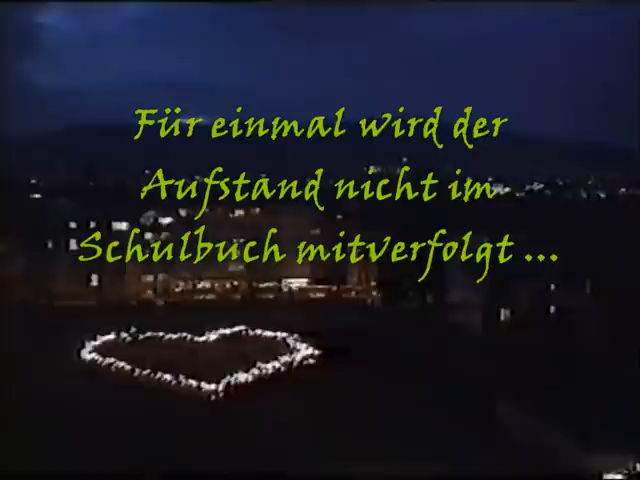 Für einmal wird der
Aufstand nicht im
Schulbuch mitverfolgt ...